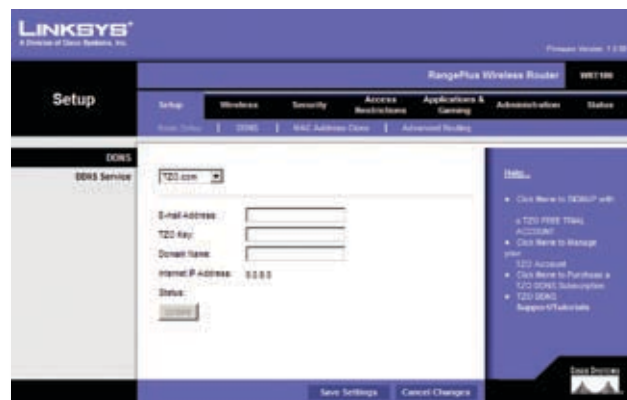 LINKSYS
A Division of Cisco Systems, Inc.
Firmware Version:
RangePlus Wireless Router
WRT100
Setup
Setup
Wireless
Security
Access Restrictions
Applications & Gaming
Administration
Status
Basic Setup | DDNS | MAC Address Clone | Advanced Routing
DDNS
DDNS Service
TZO.com
E-mail Address:
TZO Key:
Domain Name:
Internet IP Address: 0.0.0.0
Status:
Update
Help...
Click Here to SIGNUP with
a TZO FREE TRIAL
ACCOUNT
Click Here to Manage
your
TZO Account
Click Here to Purchase a
TZO DDNS Subscription
TZO DDNS
Support/Tutorials
Save Settings
Cancel Changes
Cisco Systems